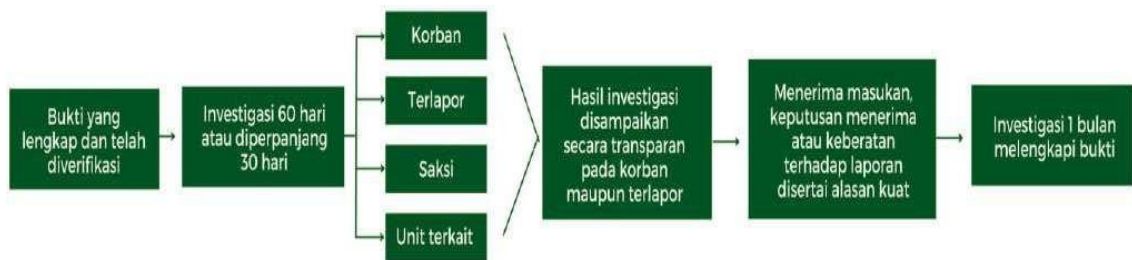 Bukti yang
lengkap dan telah
diverifikasi
Investigasi 60 hari
atau diperpanjang
30 hari
Korban
Terlapor
Saksi
Unit terkait
Hasil investigasi
disampaikan
secara transparan
pada korban
maupun terlapor
Menerima masukan,
keputusan menerima
atau keberatan
terhadap laporan
disertai alasan kuat
Investigasi 1 bulan
melengkapi bukti